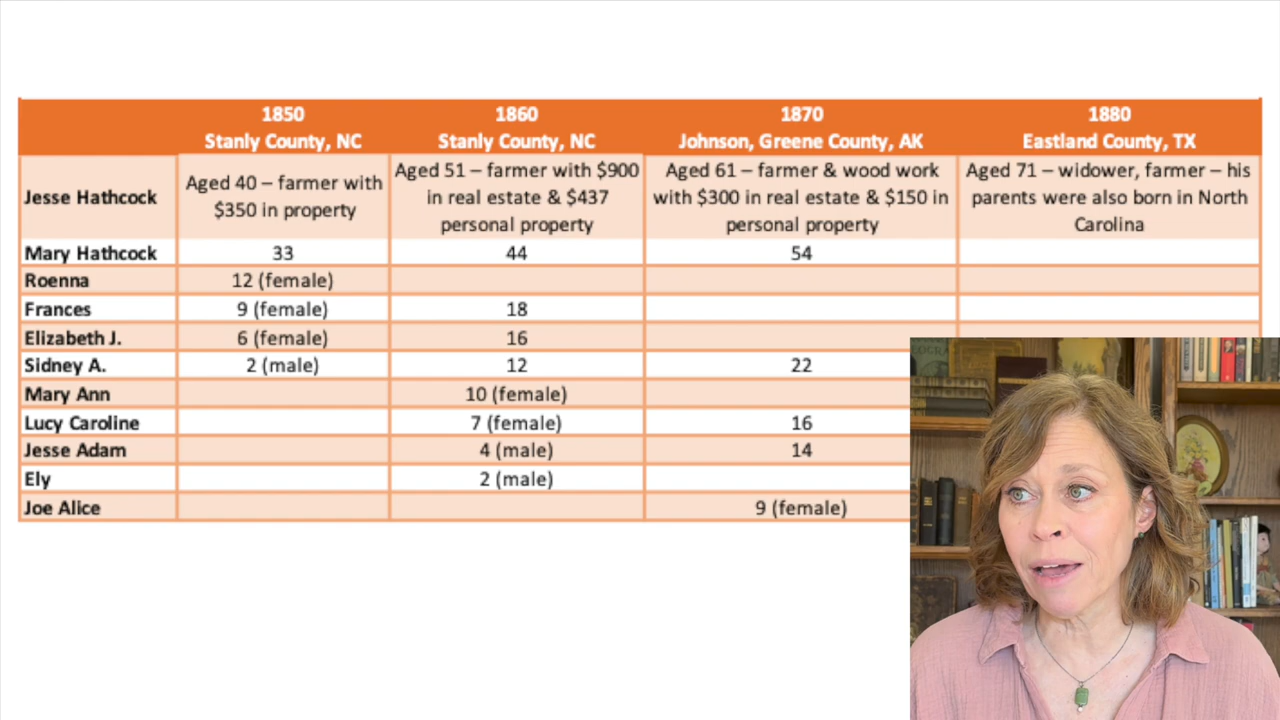 1850
Stanly County, NC
1860
Stanly County, NC
1870
Johnson, Greene County, AK
1880
Eastland County, TX
Jesse Hathcock
Aged 40 – farmer with
$350 in property
Aged 51 – farmer with $900
in real estate & $437
personal property
Aged 61 – farmer & wood work
with $300 in real estate & $150 in
personal property
Aged 71 – widower, farmer – his
parents were also born in North
Carolina
Mary Hathcock 33 44 54
Roenna 12 (female)
Frances 9 (female) 18
Elizabeth J. 6 (female) 16
Sidney A. 2 (male) 12 22
Mary Ann 10 (female)
Lucy Caroline 7 (female) 16
Jesse Adam 4 (male) 14
Ely 2 (male)
Joe Alice 9 (female)